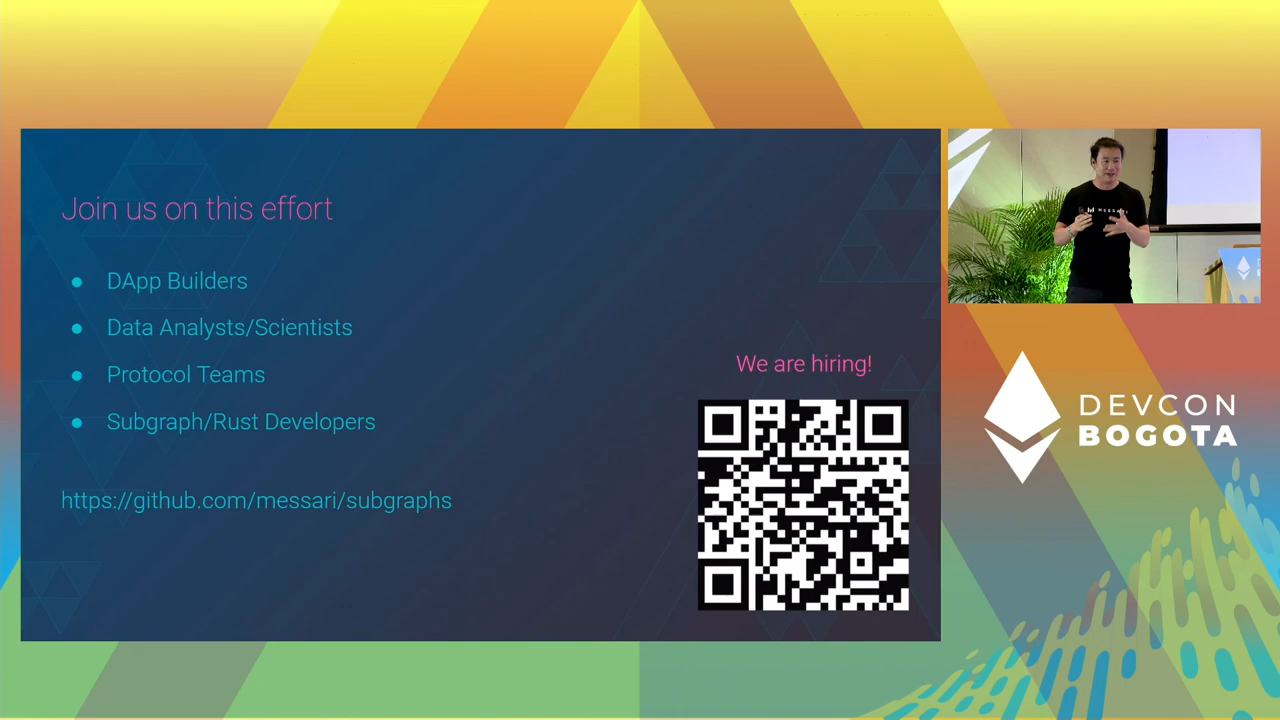 Join us on this effort
● DApp Builders
● Data Analysts/Scientists
● Protocol Teams
● Subgraph/Rust Developers
https://github.com/messari/subgraphs
We are hiring!
DEVCON
BOGOTA